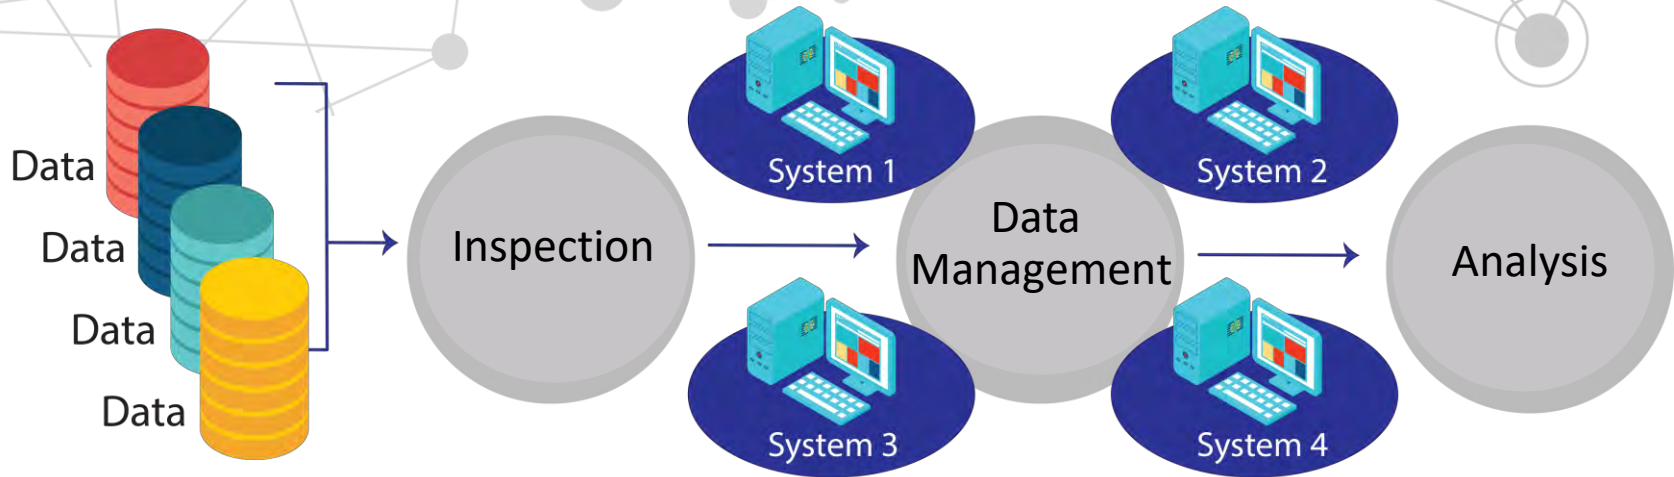 Data
Data
Data
Data
Inspection
System 1
System 3
Data
Management
System 2
System 4
Analysis